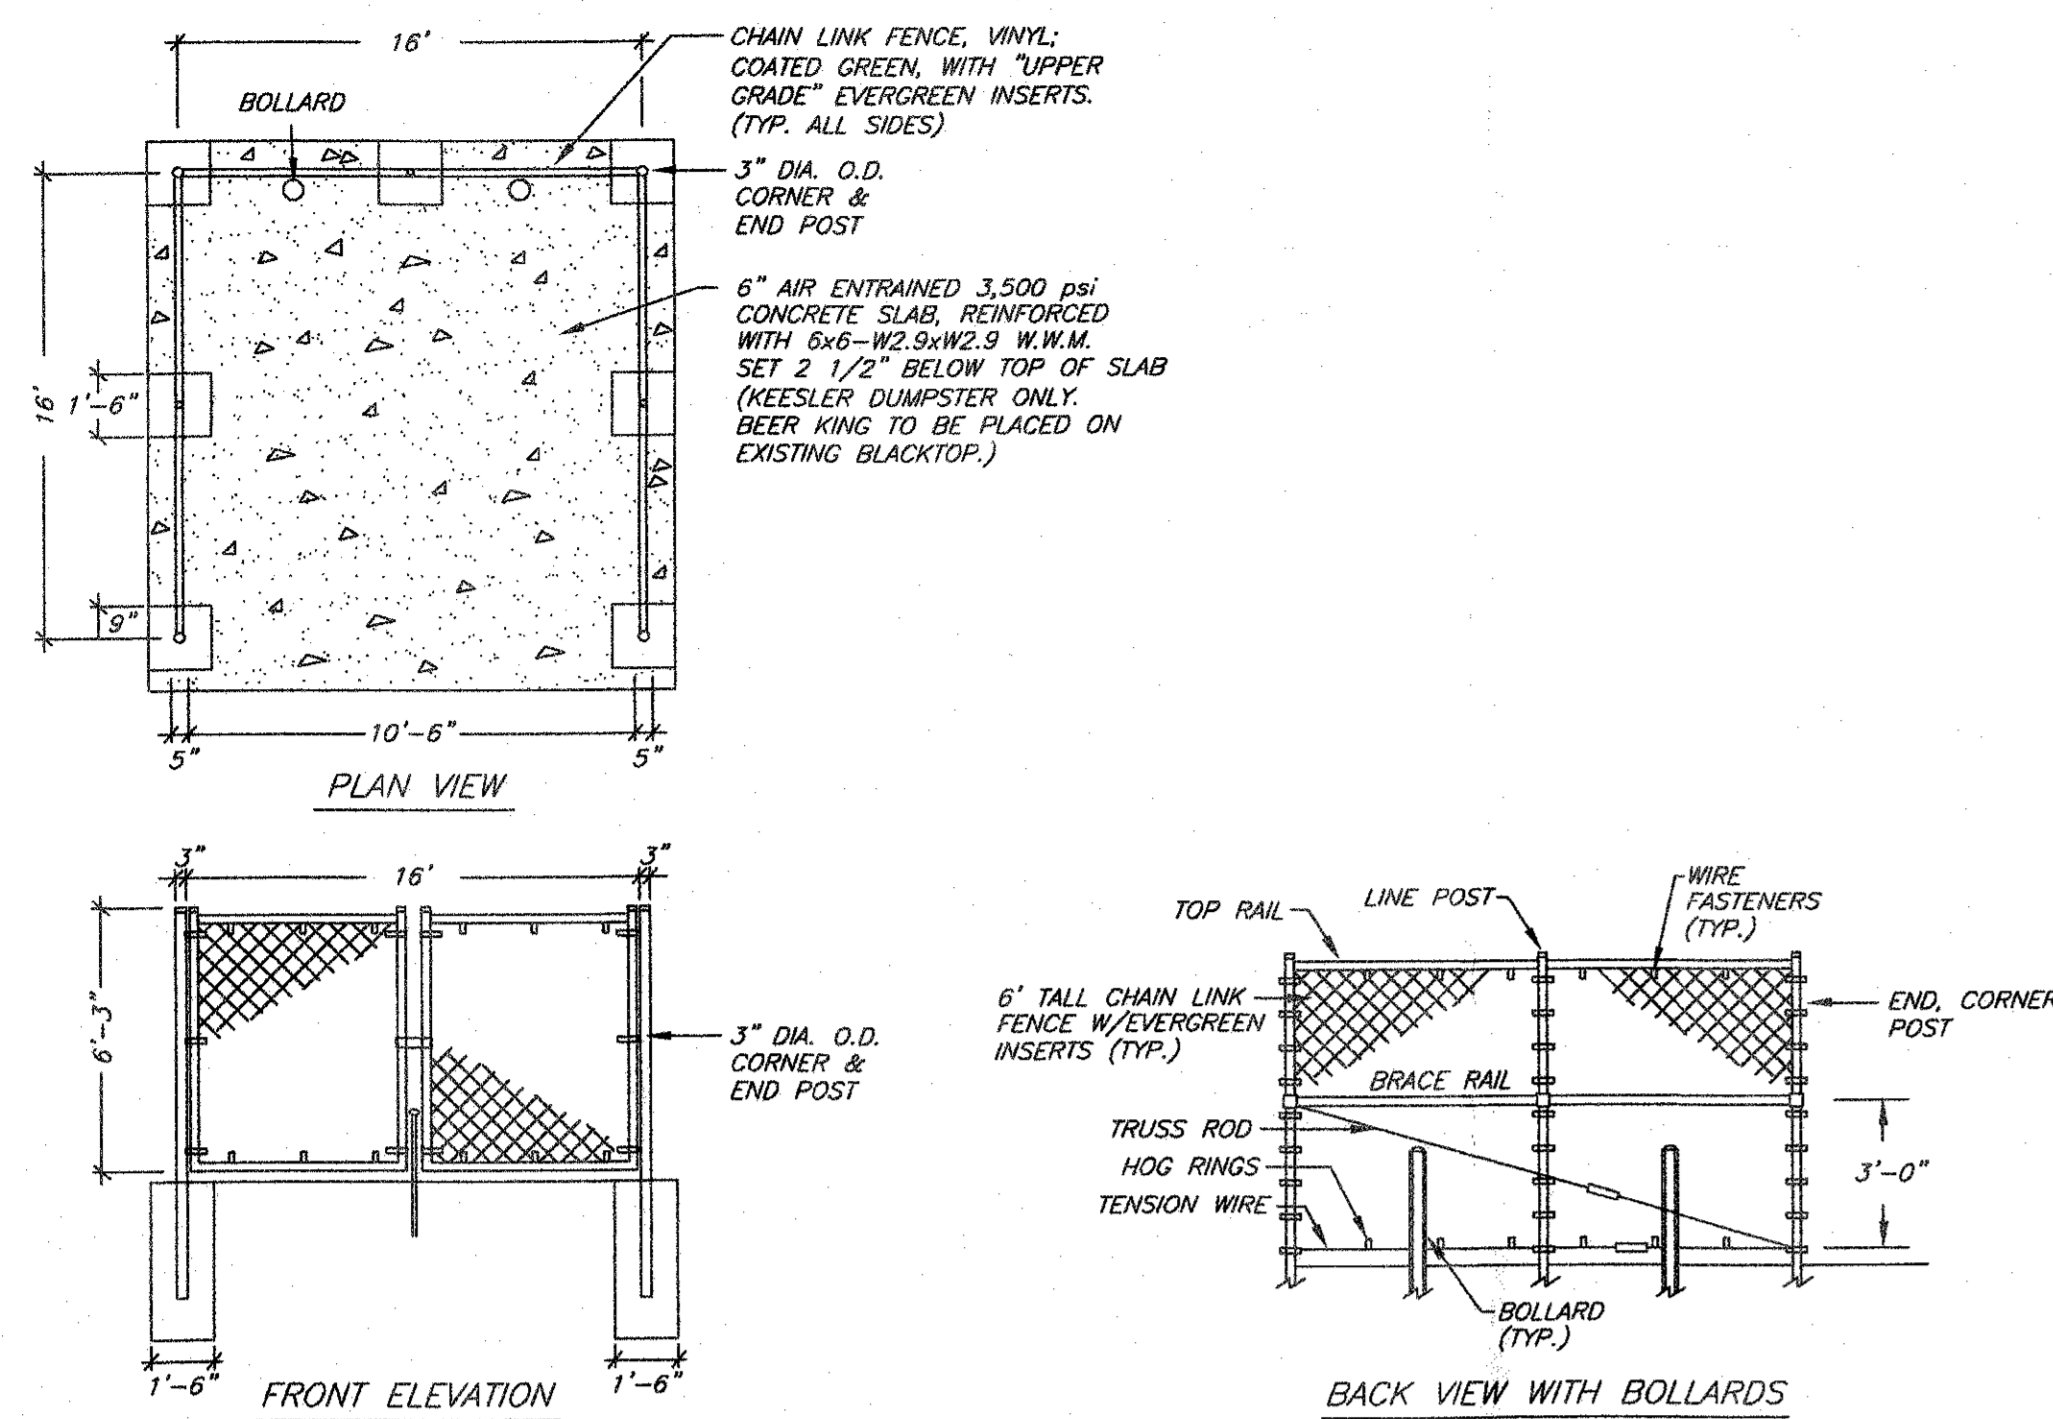 16'
CHAIN LINK FENCE, VINYL;
COATED GREEN, WITH "UPPER
GRADE" EVERGREEN INSERTS.
(TYP. ALL SIDES)
BOLLARD
3" DIA. O.D.
CORNER &
END POST
6" AIR ENTRAINED 3,500 psi
CONCRETE SLAB, REINFORCED
WITH 6x6-W2.9xW2.9 W.W.M.
SET 2 1/2" BELOW TOP OF SLAB
(KEESLER DUMPSTER ONLY.
BEER KING TO BE PLACED ON
EXISTING BLACKTOP.)
16'
1'-6"
9"
10'-6"
5"
5"
PLAN VIEW
3"
16'
3"
6'-3"
3" DIA. O.D.
CORNER &
END POST
1'-6"
1'-6"
FRONT ELEVATION
TOP RAIL
LINE POST
WIRE
FASTENERS
(TYP.)
6' TALL CHAIN LINK
FENCE W/EVERGREEN
INSERTS (TYP.)
END, CORNER
POST
BRACE RAIL
TRUSS ROD
HOG RINGS
TENSION WIRE
3'-0"
BOLLARD
(TYP.)
BACK VIEW WITH BOLLARDS